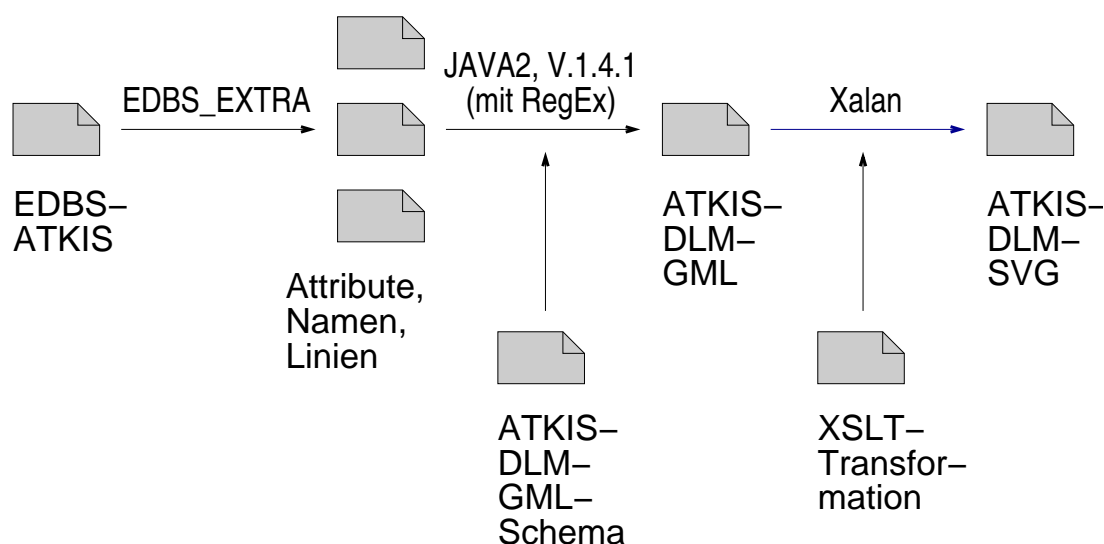 EDBS_EXTRA
JAVA2, V.1.4.1
(mit RegEx)
Xalan
EDBS–
ATKIS
Attribute,
Namen,
Linien
ATKIS–
DLM–
GML
ATKIS–
DLM–
SVG
ATKIS–
DLM–
GML–
Schema
XSLT–
Transfor–
mation